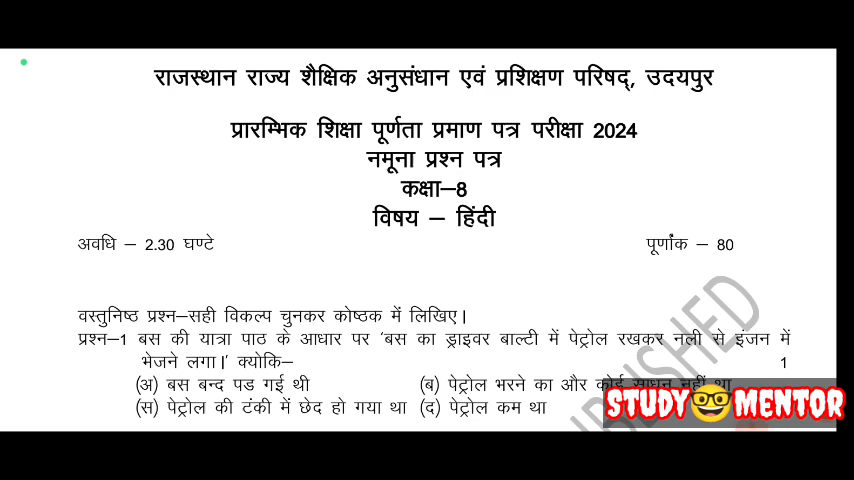 राजस्थान राज्य शैक्षिक अनुसंधान एवं प्रशिक्षण परिषद्, उदयपुर
प्रारम्भिक शिक्षा पूर्णता प्रमाण पत्र परीक्षा 2024
नमूना प्रश्न पत्र
कक्षा–8
विषय – हिंदी
अवधि – 2.30 घण्टे पूर्णांक – 80
वस्तुनिष्ठ प्रश्न–सही विकल्प चुनकर कोष्ठक में लिखिए।
प्रश्न–1 बस की यात्रा पाठ के आधार पर 'बस का ड्राइवर बाल्टी में पेट्रोल रखकर नली से इंजन में
भेजने लगा।' क्योकि– 1
(अ) बस बन्द पड गई थी (ब) पेट्रोल भरने का और कोई साधन नहीं था
(स) पेट्रोल की टंकी में छेद हो गया था (द) पेट्रोल कम था
STUDY MENTOR